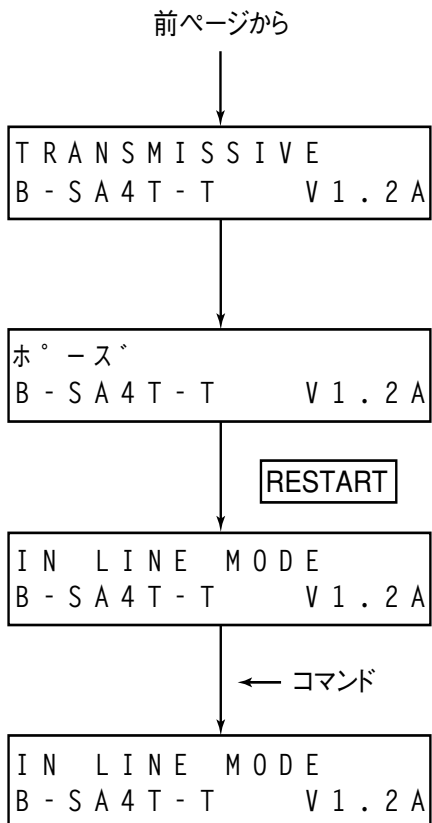 前ページから
TRANSMISSIVE
B-SA4T-T V1.2A
ホ゜ーズ
B-SA4T-T V1.2A
RESTART
IN LINE MODE
B-SA4T-T V1.2A
コマンド
IN LINE MODE
B-SA4T-T V1.2A